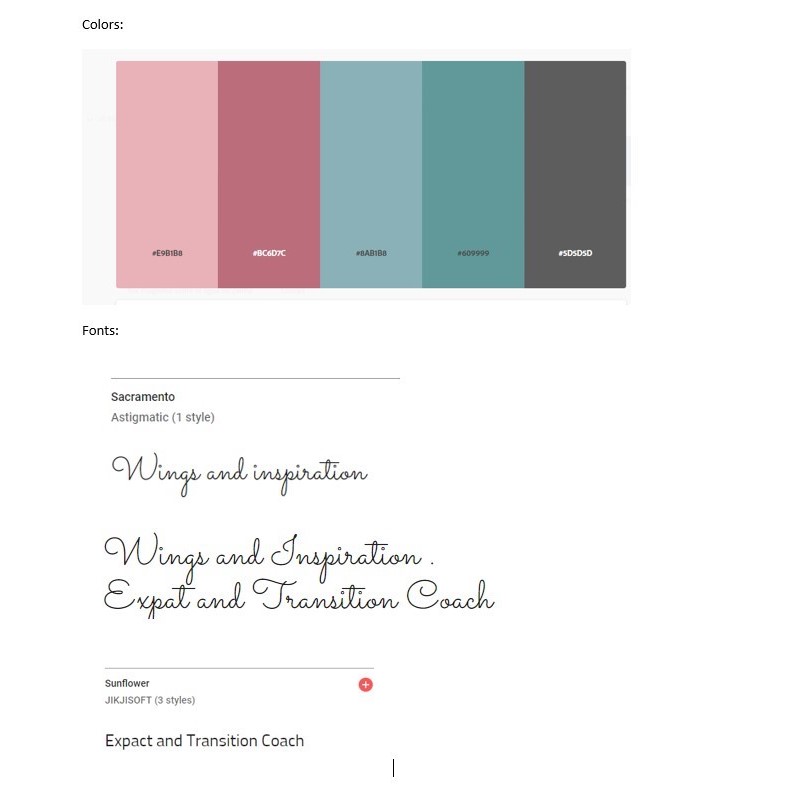 Colors:
#E9B1B8 #BC6D7C #8AB1B8 #609999 #5D5D5D
Fonts:
Sacramento
Astigmatic (1 style)
Wings and inspiration
Wings and Inspiration .
Expat and Transition Coach
Sunflower
JIKJISOFT (3 styles)
Expact and Transition Coach